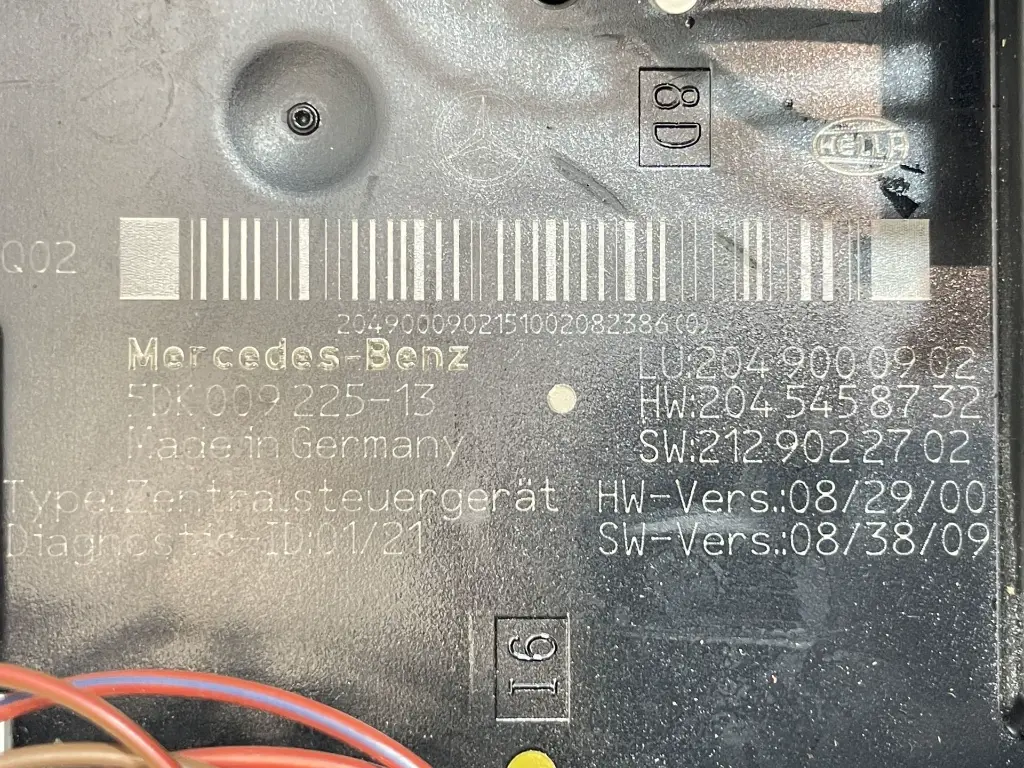 8D
HELLA
Q02
2049000902151002082386(0)
Mercedes-Benz
LU:204 900 09 02
5DK 009 225-13
HW:204 545 87 32
Made in Germany
SW:212 902 27 02
Type:Zentralsteuergerät
HW-Vers.:08/29/00
Diagnostic-ID:01/21
SW-Vers.:08/38/09
I6